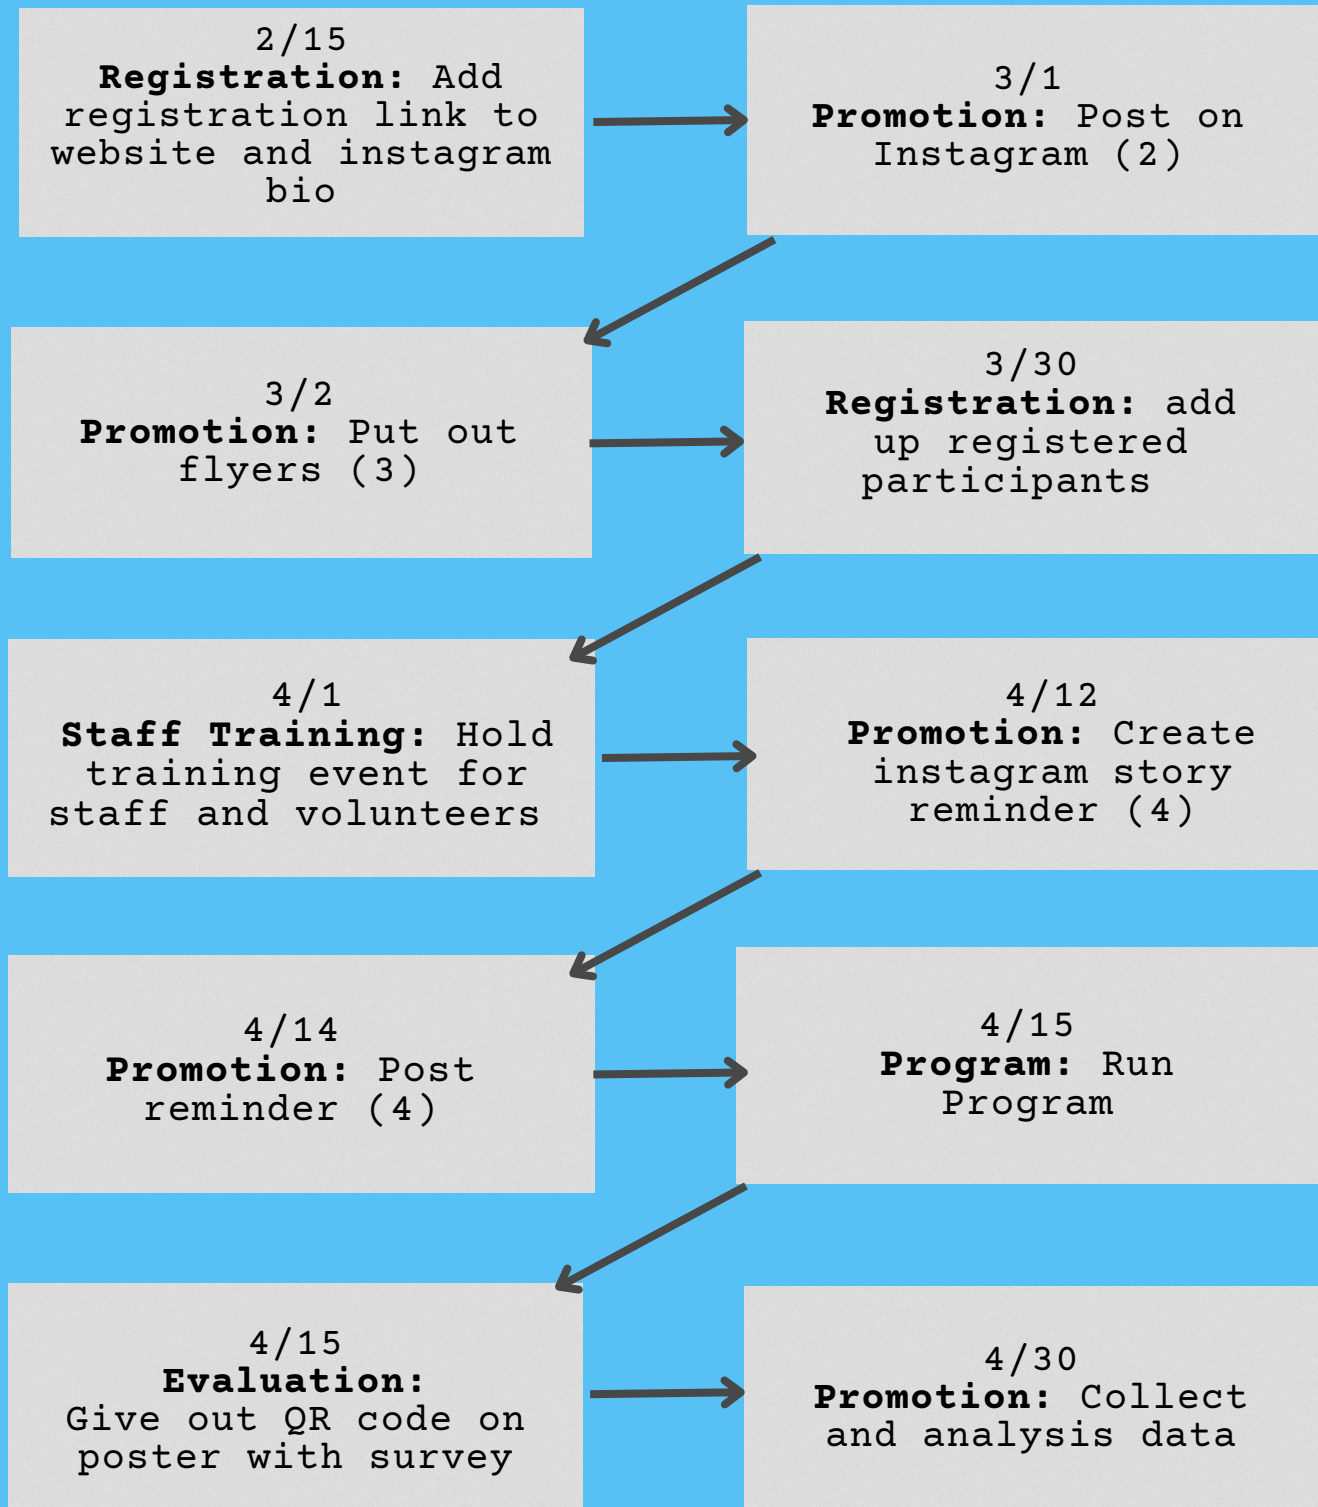 2/15
Registration: Add
registration link to
website and instagram
bio
3/1
Promotion: Post on
Instagram (2)
3/2
Promotion: Put out
flyers (3)
3/30
Registration: add
up registered
participants
4/1
Staff Training: Hold
training event for
staff and volunteers
4/12
Promotion: Create
instagram story
reminder (4)
4/14
Promotion: Post
reminder (4)
4/15
Program: Run
Program
4/15
Evaluation:
Give out QR code on
poster with survey
4/30
Promotion: Collect
and analysis data